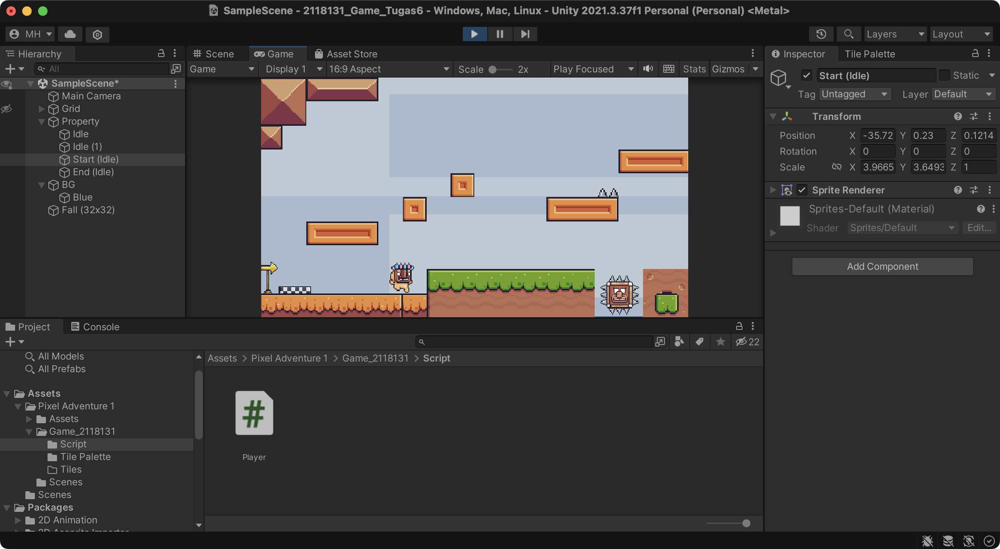 SampleScene - 2118131_Game_Tugas6 - Windows, Mac, Linux - Unity 2021.3.37f1 Personal (Personal) <Metal>
MH
Layers
Layout
Hierarchy
All
SampleScene*
Main Camera
Grid
Property
Idle
Idle (1)
Start (Idle)
End (Idle)
BG
Blue
Fall (32x32)
Scene
Game
Asset Store
Game
Display 1
16:9 Aspect
Scale
2x
Play Focused
Stats
Gizmos
Inspector
Tile Palette
Start (Idle)
Static
Tag
Untagged
Layer
Default
Transform
Position X -35.72 Y 0.23 Z 0.1214
Rotation X 0 Y 0 Z 0
Scale X 3.9665 Y 3.6493 Z 1
Sprite Renderer
Sprites-Default (Material)
Shader
Sprites/Default
Edit...
Add Component
Project
Console
22
All Models
All Prefabs
Assets
Pixel Adventure 1
Assets
Game_2118131
Script
Tile Palette
Tiles
Scenes
Scenes
Packages
2D Animation
Assets > Pixel Adventure 1 > Game_2118131 > Script
#
Player